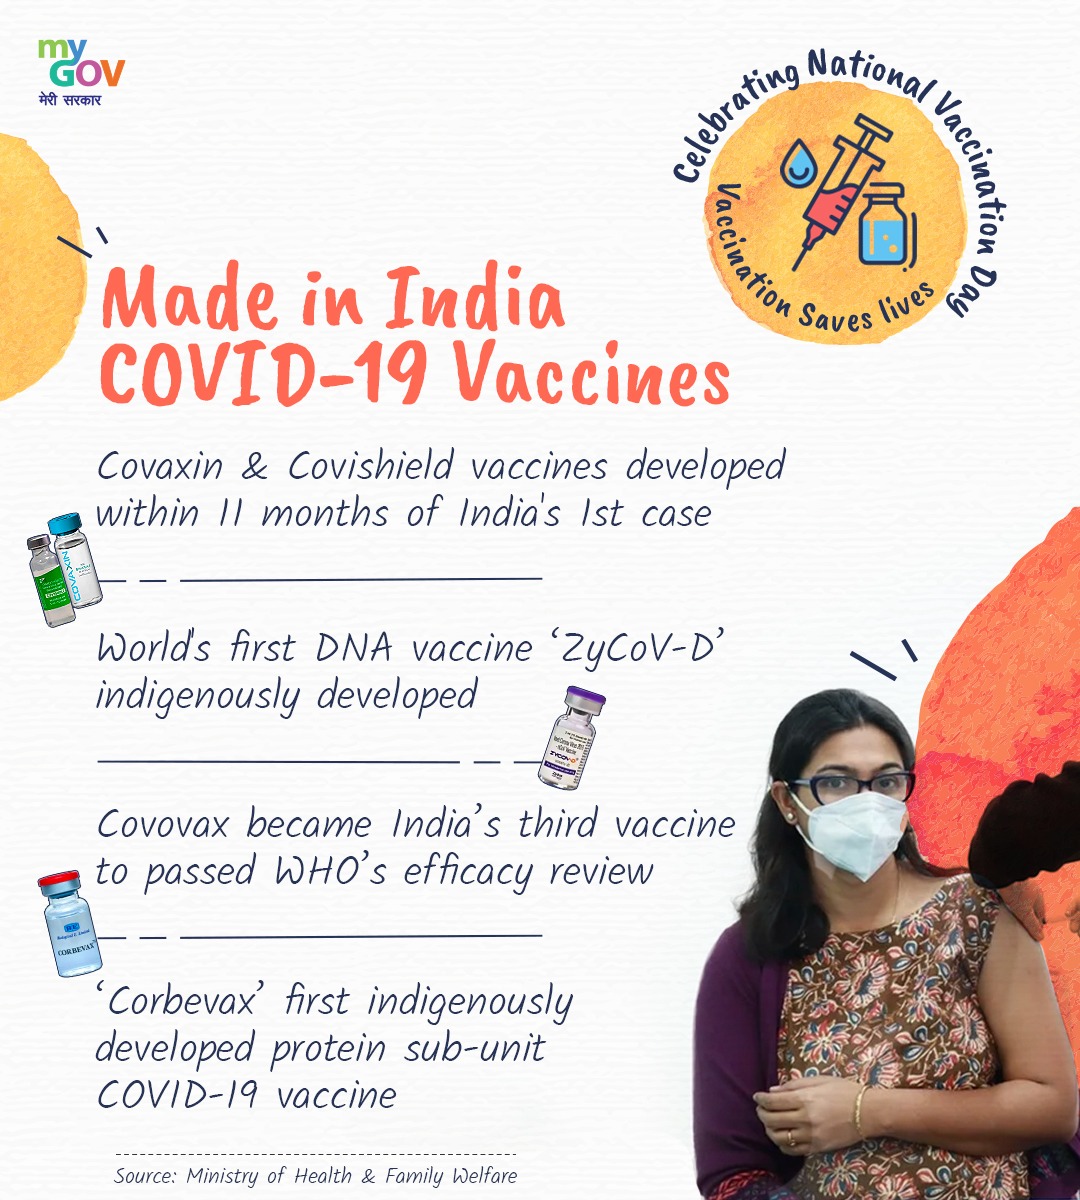 my
GOV
मेरी सरकार
Celebrating National Vaccination Day
Vaccination Saves lives
Made in India
COVID-19 Vaccines
Covaxin & Covishield vaccines developed
within 11 months of India's 1st case
COVAXIN
World's first DNA vaccine ‘ZyCoV-D’
indigenously developed
ZYCOV-D
Covovax became India’s third vaccine
to passed WHO’s efficacy review
CORBEVAX
‘Corbevax’ first indigenously
developed protein sub-unit
COVID-19 vaccine
Source: Ministry of Health & Family Welfare